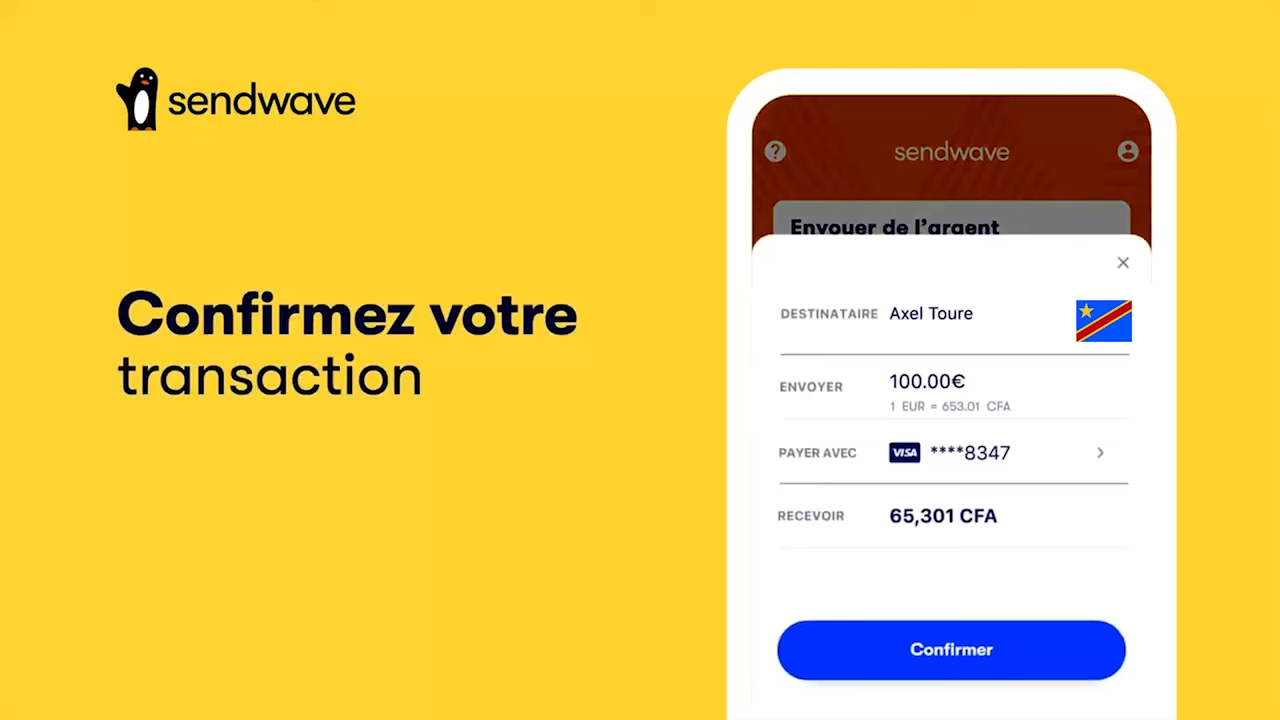 sendwave
Confirmez votre
transaction
?
sendwave
Envoyer de l'argent
DESTINATAIRE Axel Toure
ENVOYER 100.00€
1 EUR = 653.01 CFA
PAYER AVEC VISA ****8347
RECEVOIR 65,301 CFA
Confirmer